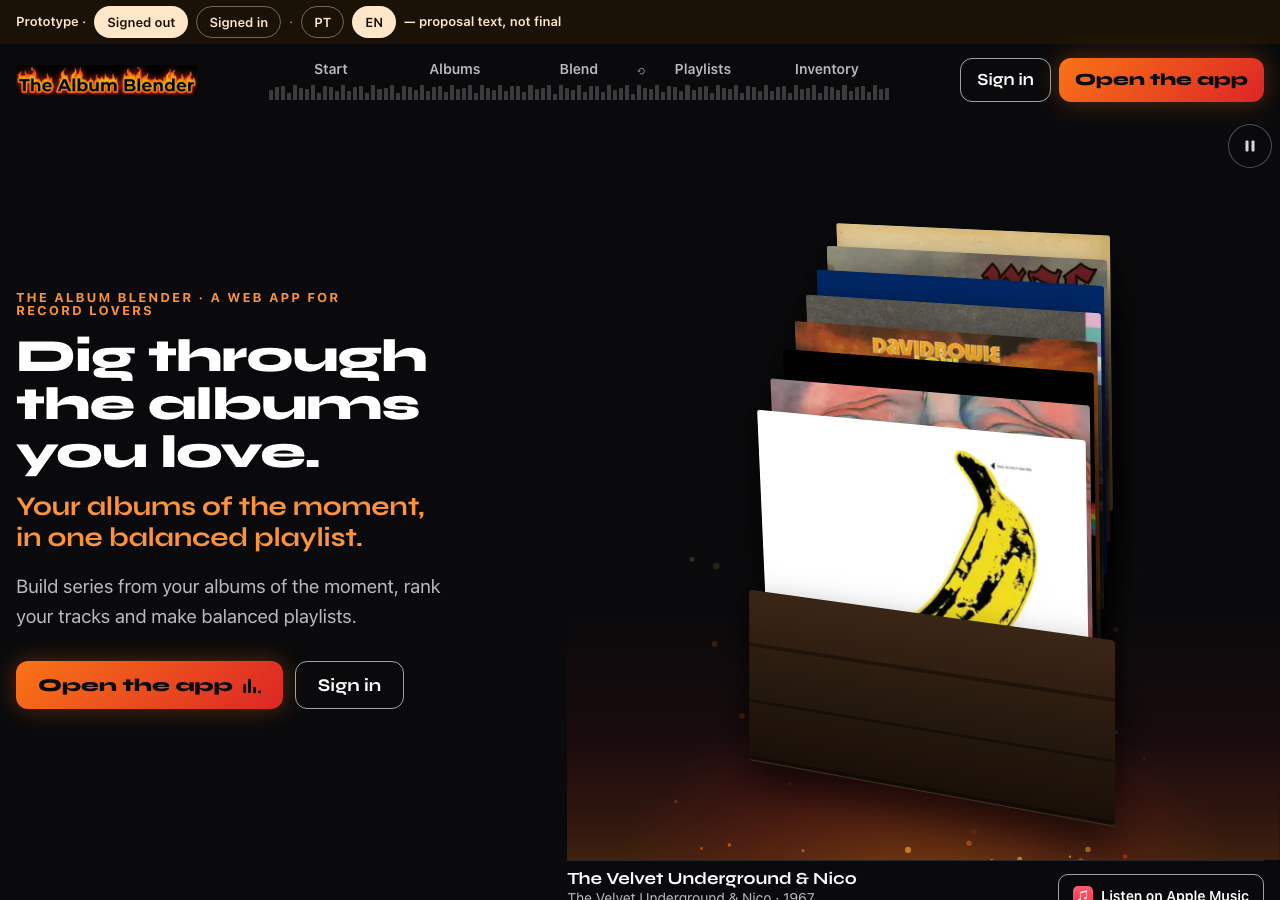 Prototype · Signed out Signed in · PT EN — proposal text, not final
The Album Blender
Start Albums Blend Playlists Inventory
Sign in Open the app
THE ALBUM BLENDER · A WEB APP FOR
RECORD LOVERS
Dig through
the albums
you love.
Your albums of the moment,
in one balanced playlist.
Build series from your albums of the moment, rank
your tracks and make balanced playlists.
Open the app Sign in
DAVID BOWIE
The Velvet Underground & Nico
The Velvet Underground & Nico · 1967
Listen on Apple Music